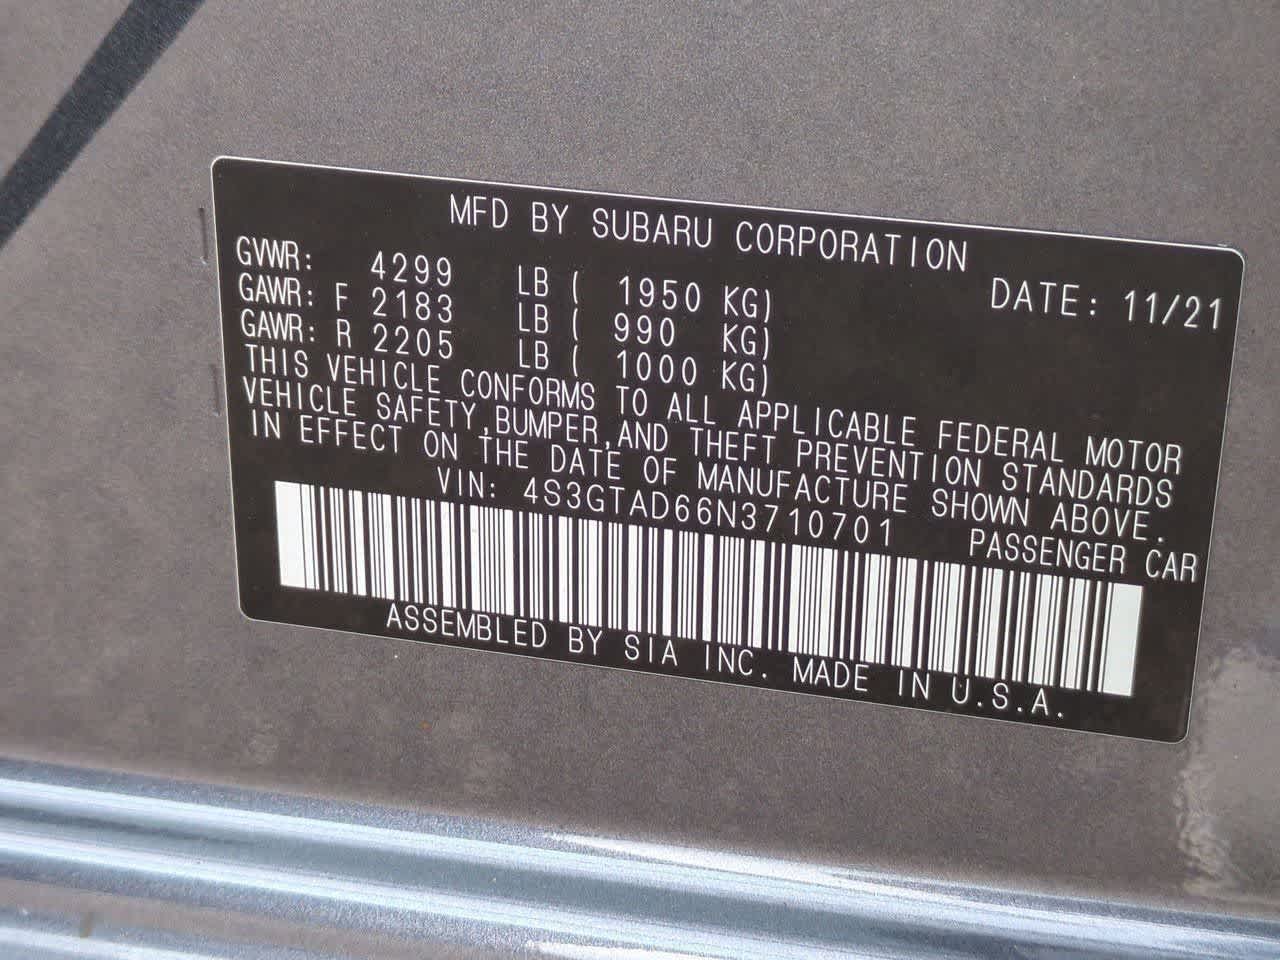 MFD BY SUBARU CORPORATION
GVWR: 4299 LB ( 1950 KG) DATE: 11/21
GAWR: F 2183 LB ( 990 KG)
GAWR: R 2205 LB ( 1000 KG)
THIS VEHICLE CONFORMS TO ALL APPLICABLE FEDERAL MOTOR
VEHICLE SAFETY,BUMPER,AND THEFT PREVENTION STANDARDS
IN EFFECT ON THE DATE OF MANUFACTURE SHOWN ABOVE.
VIN: 4S3GTAD66N3710701 PASSENGER CAR
ASSEMBLED BY SIA INC. MADE IN U.S.A.